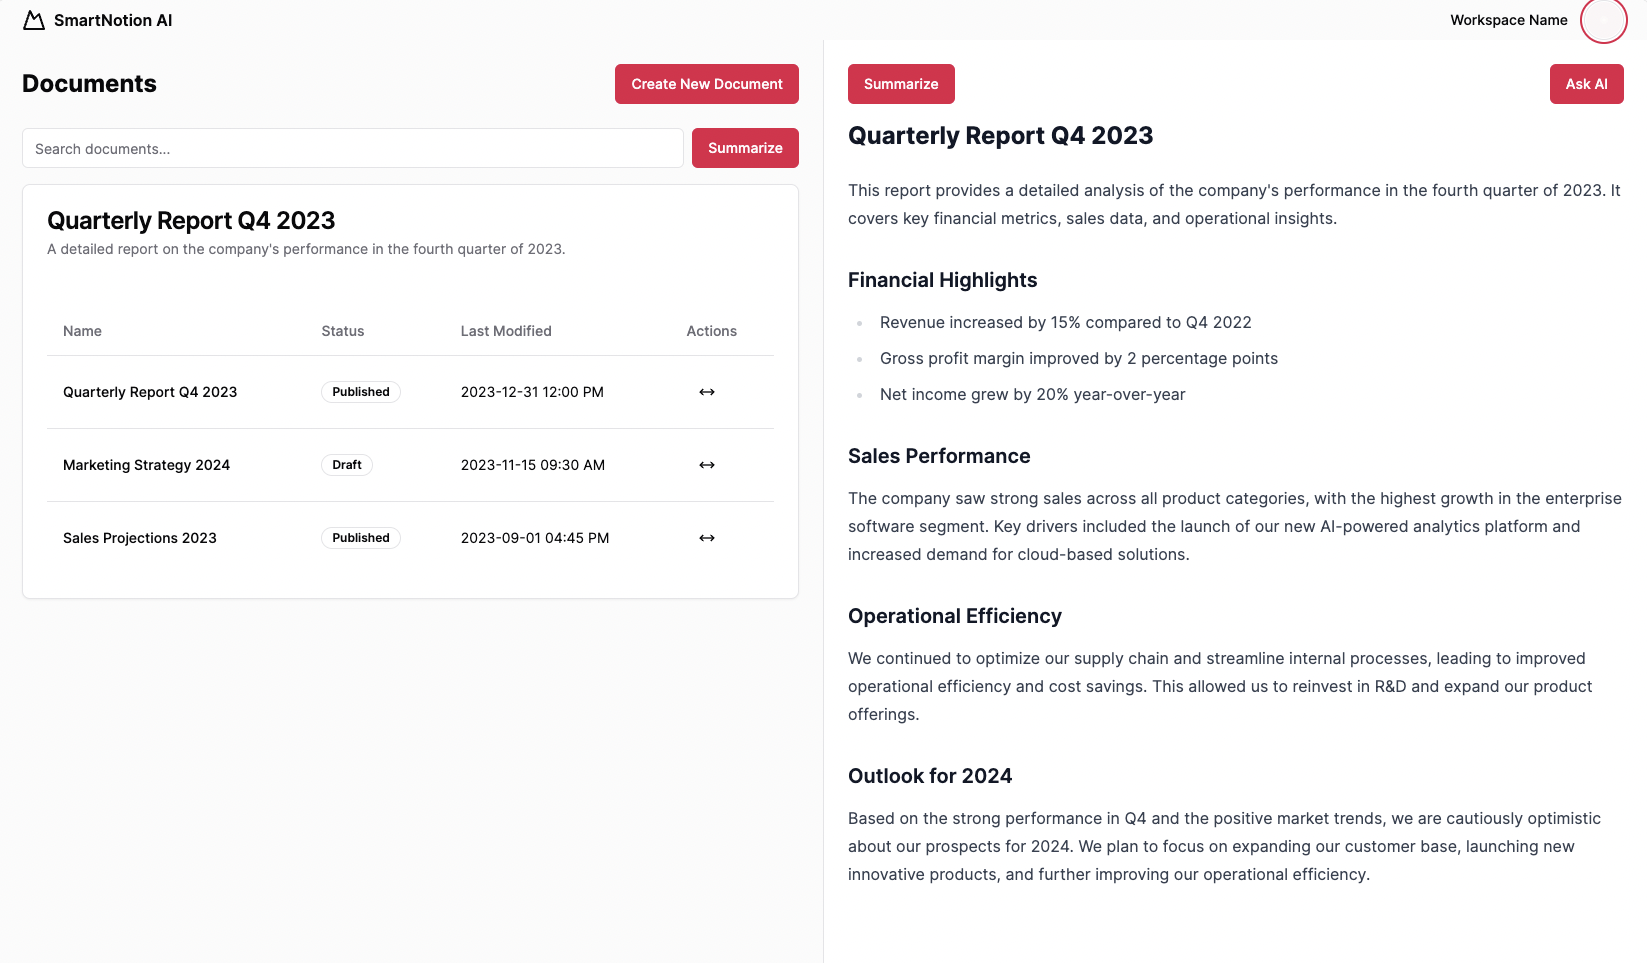 SmartNotion AI
Workspace Name
Documents
Create New Document
Search documents...
Summarize
Quarterly Report Q4 2023
A detailed report on the company's performance in the fourth quarter of 2023.
Name Status Last Modified Actions
Quarterly Report Q4 2023 Published 2023-12-31 12:00 PM
Marketing Strategy 2024 Draft 2023-11-15 09:30 AM
Sales Projections 2023 Published 2023-09-01 04:45 PM
Summarize
Ask AI
Quarterly Report Q4 2023
This report provides a detailed analysis of the company's performance in the fourth quarter of 2023. It
covers key financial metrics, sales data, and operational insights.
Financial Highlights
Revenue increased by 15% compared to Q4 2022
Gross profit margin improved by 2 percentage points
Net income grew by 20% year-over-year
Sales Performance
The company saw strong sales across all product categories, with the highest growth in the enterprise
software segment. Key drivers included the launch of our new AI-powered analytics platform and
increased demand for cloud-based solutions.
Operational Efficiency
We continued to optimize our supply chain and streamline internal processes, leading to improved
operational efficiency and cost savings. This allowed us to reinvest in R&D and expand our product
offerings.
Outlook for 2024
Based on the strong performance in Q4 and the positive market trends, we are cautiously optimistic
about our prospects for 2024. We plan to focus on expanding our customer base, launching new
innovative products, and further improving our operational efficiency.